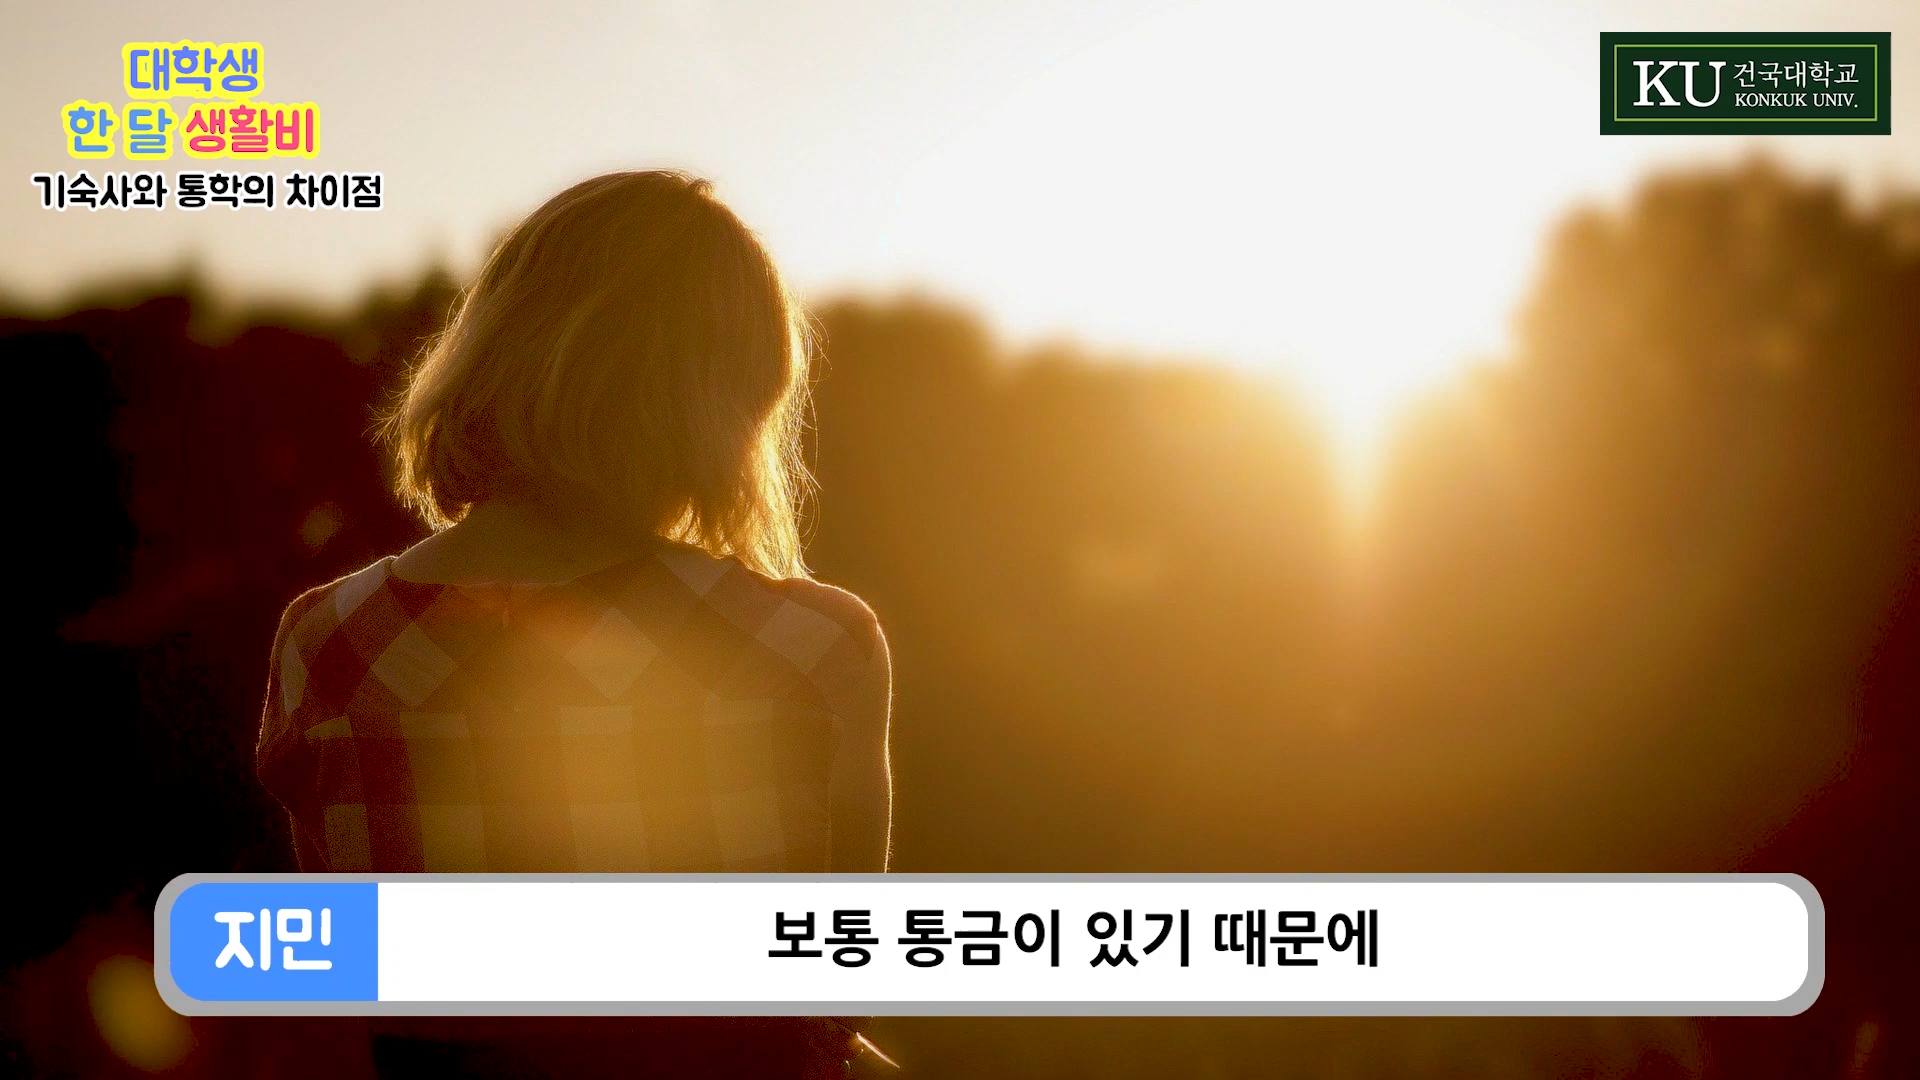 대학생
한 달 생활비
기숙사와 통학의 차이점
KU 건국대학교
KONKUK UNIV.
지민
보통 통금이 있기 때문에